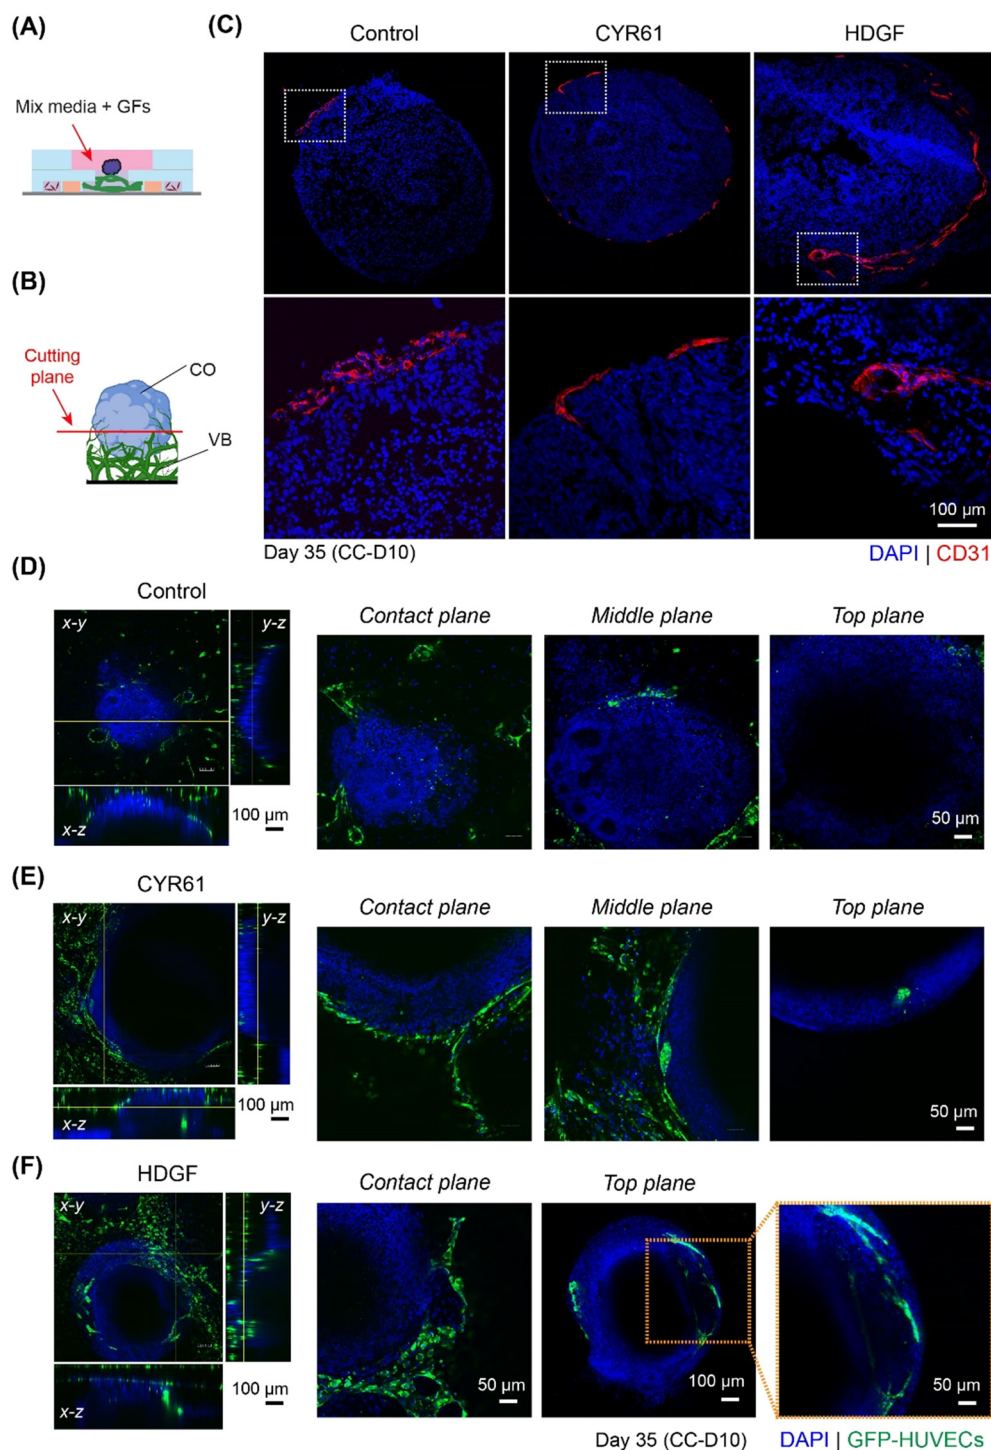 (A)
Mix media + GFs
(B)
Cutting
plane
CO
VB
(C)
Control
CYR61
HDGF
100 µm
Day 35 (CC-D10)
DAPI | CD31
(D)
Control
x-y
y-z
x-z
100 µm
Contact plane
Middle plane
Top plane
50 µm
(E)
CYR61
x-y
y-z
x-z
100 µm
Contact plane
Middle plane
Top plane
50 µm
(F)
HDGF
x-y
y-z
x-z
100 µm
Contact plane
50 µm
Top plane
100 µm
50 µm
Day 35 (CC-D10)
DAPI | GFP-HUVECs